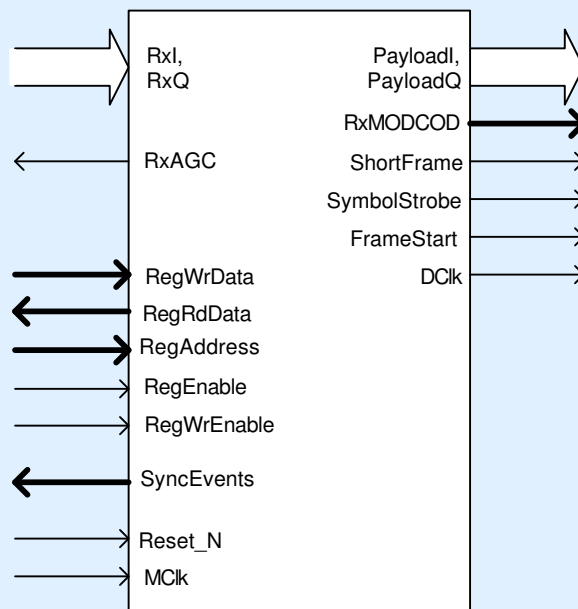 RxI,
RxQ
RxAGC
RegWrData
RegRdData
RegAddress
RegEnable
RegWrEnable
SyncEvents
Reset_N
MClk
PayloadI,
PayloadQ
RxMODCOD
ShortFrame
SymbolStrobe
FrameStart
DClk